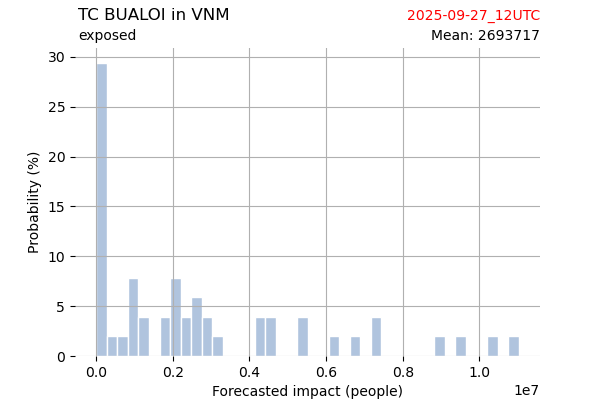 TC BUALOI in VNM
2025-09-27_12UTC
exposed
Mean: 2693717
30
25
20
15
10
5
0
Probability (%)
0.0 0.2 0.4 0.6 0.8 1.0
1e7
Forecasted impact (people)